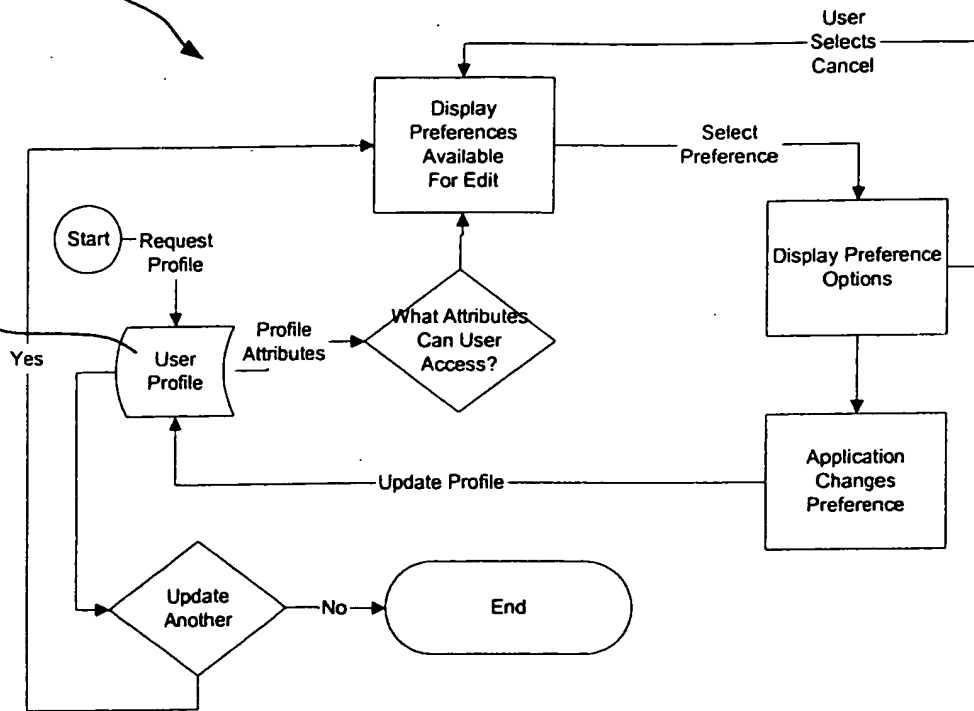 User
Selects
Cancel
Display
Preferences
Available
For Edit
Select
Preference
Start
Request
Profile
Display Preference
Options
What Attributes
Can User
Access?
Profile
Attributes
Yes
User
Profile
Application
Changes
Preference
Update Profile
Update
Another
No
End